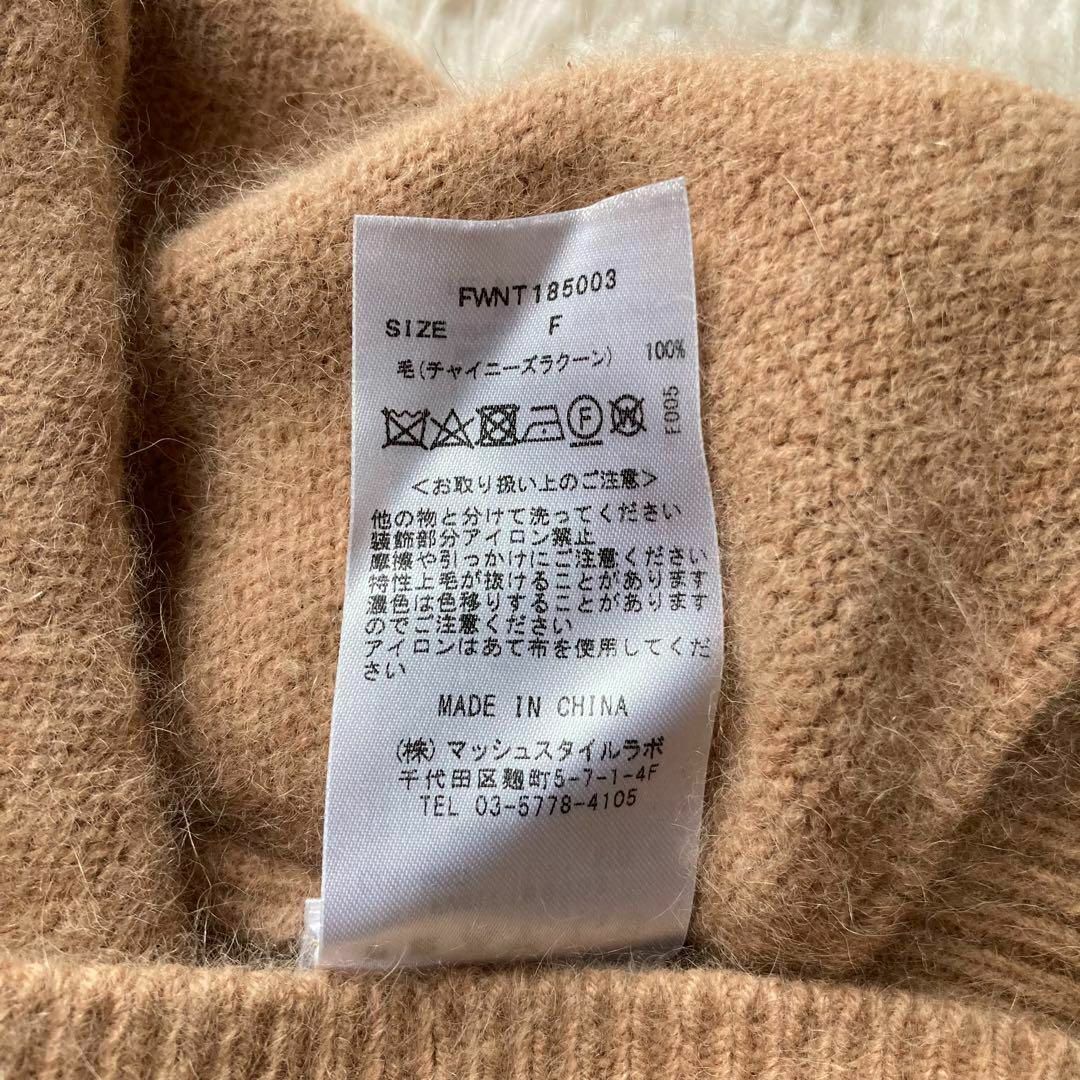 FWNT185003
SIZE F
毛(チャイニーズラクーン) 100%
F W F005
＜お取り扱い上のご注意＞
他の物と分けて洗ってください
装飾部分アイロン禁止
摩擦や引っかけにご注意ください
特性上毛が抜けることがあります
濃色は色移りすることがあります
のでご注意ください
アイロンはあて布を使用してくだ
さい
MADE IN CHINA
(株)マッシュスタイルラボ
千代田区麹町5-7-1-4F
TEL 03-5778-4105